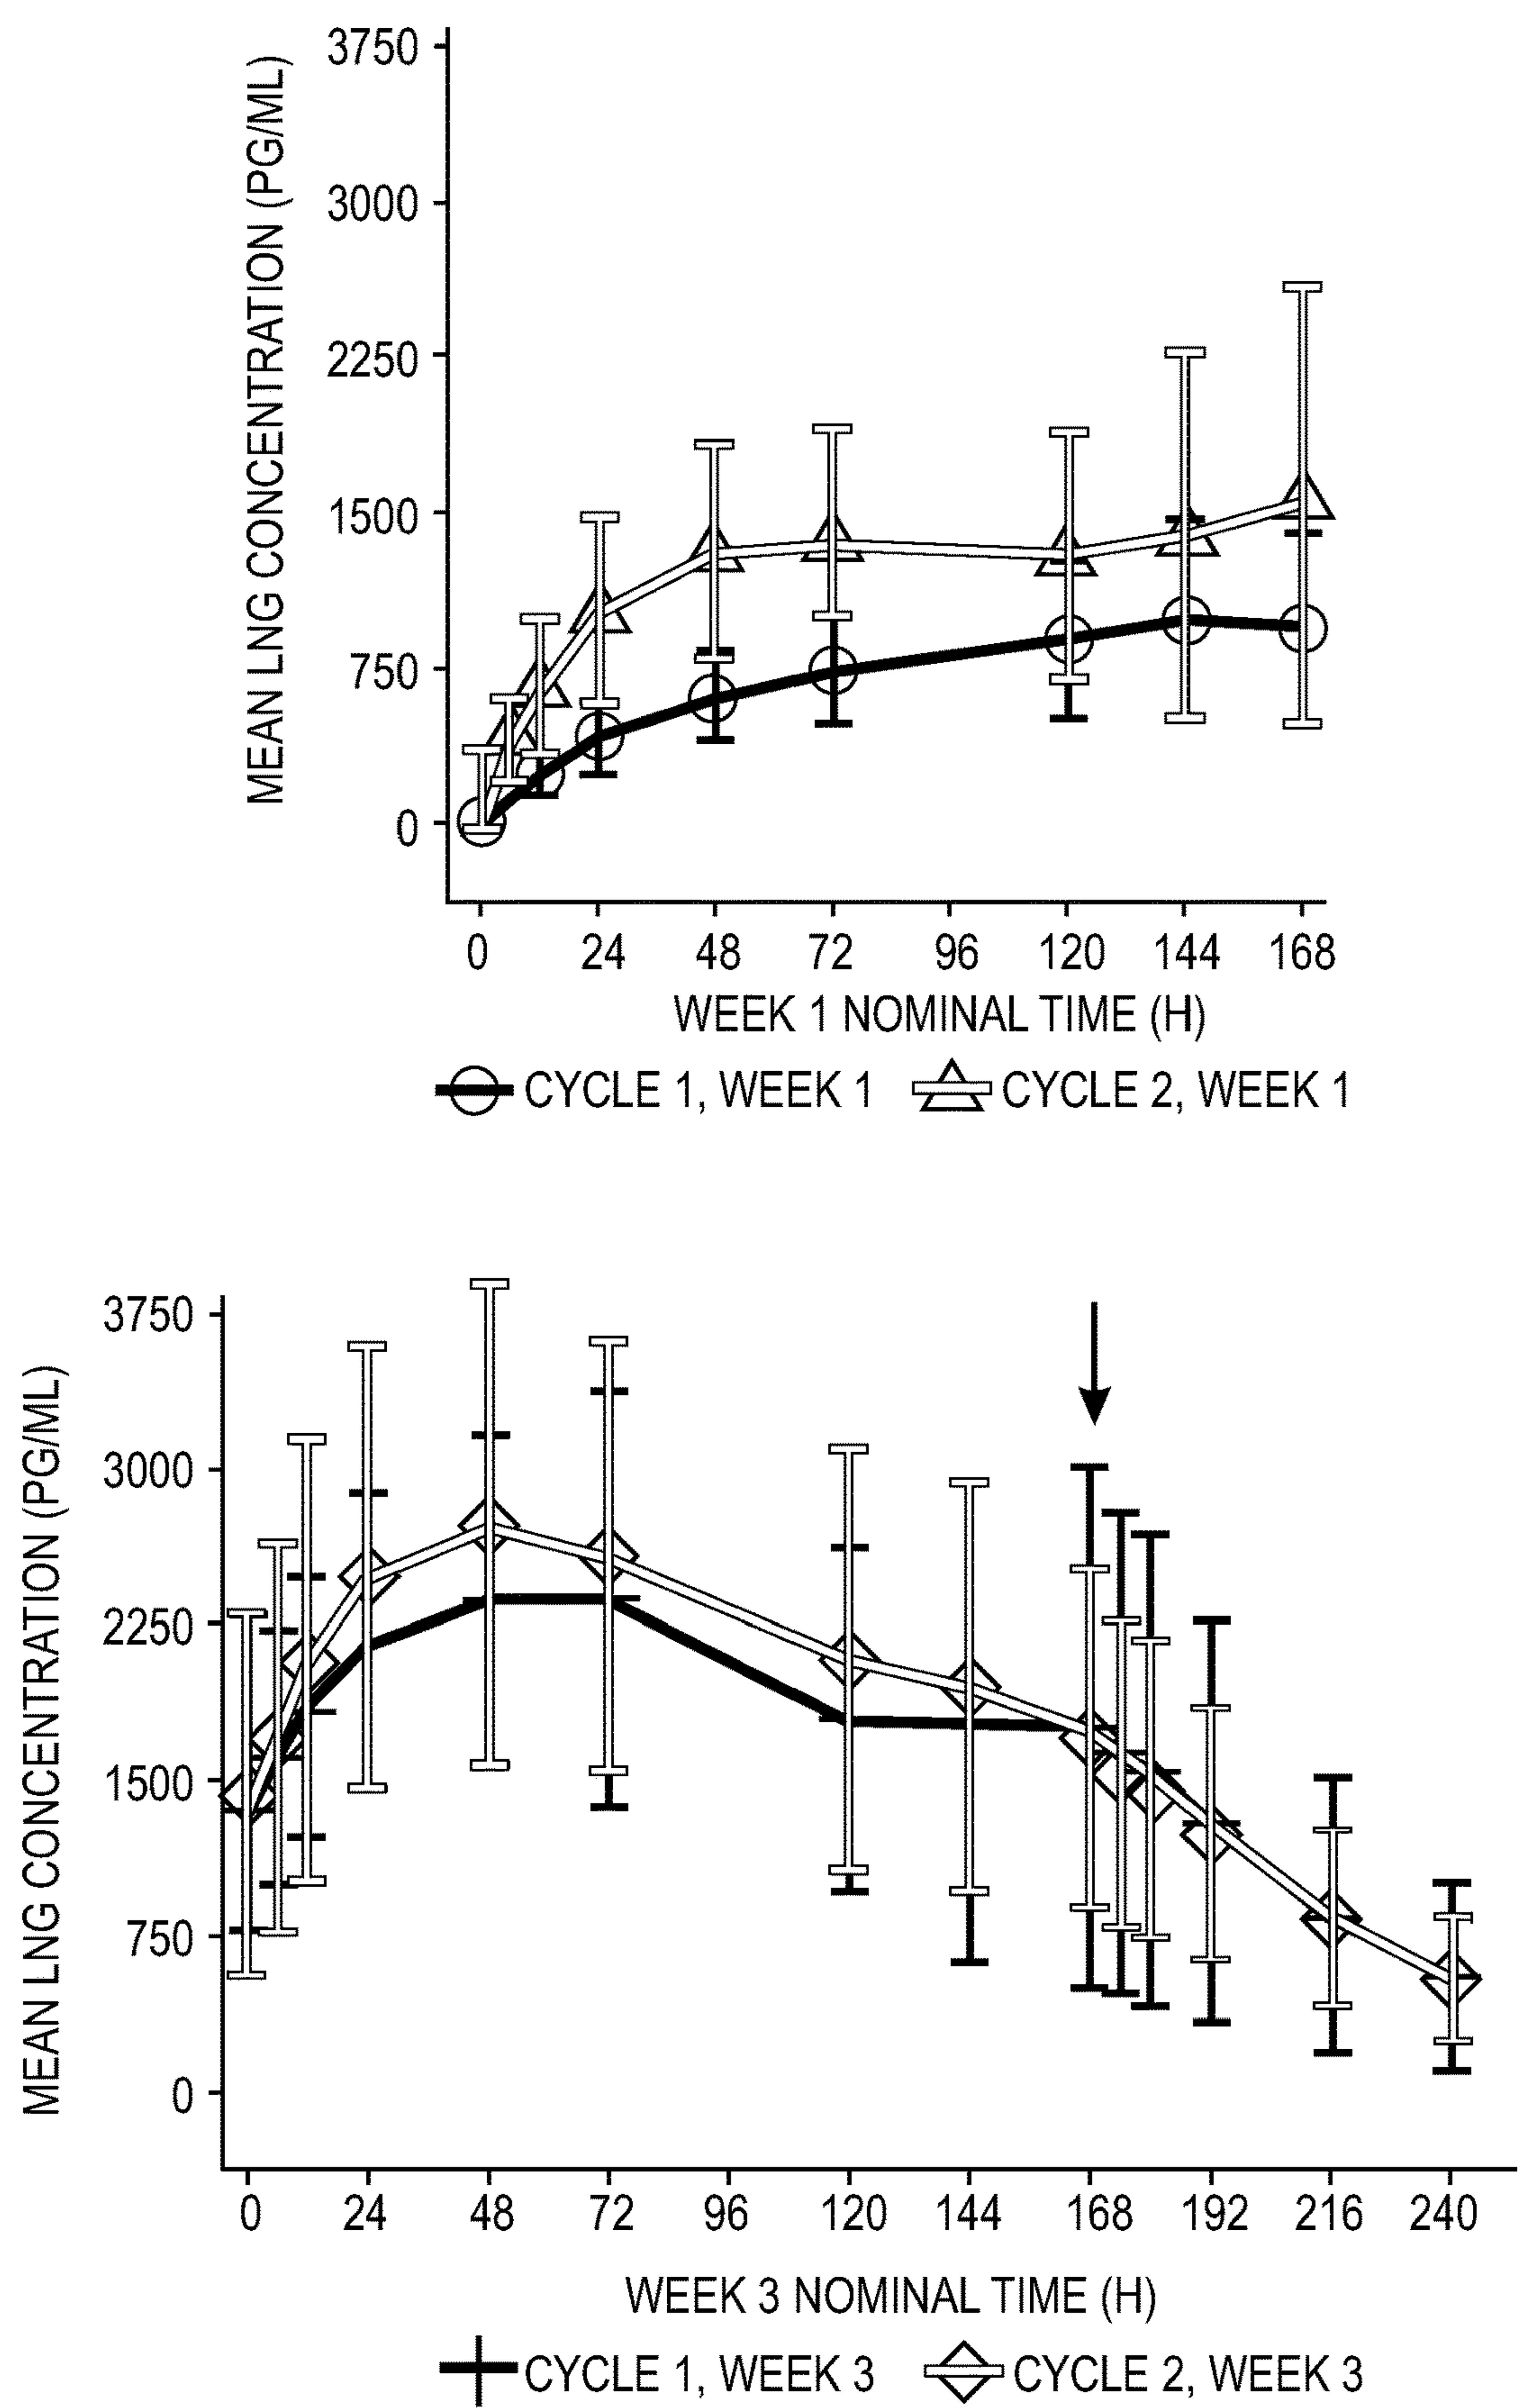 MEAN LNG CONCENTRATION (PG/ML)
3750
3000
2250
1500
750
0
0 24 48 72 96 120 144 168
WEEK 1 NOMINAL TIME (H)
CYCLE 1, WEEK 1 CYCLE 2, WEEK 1
MEAN LNG CONCENTRATION (PG/ML)
3750
3000
2250
1500
750
0
0 24 48 72 96 120 144 168 192 216 240
WEEK 3 NOMINAL TIME (H)
CYCLE 1, WEEK 3 CYCLE 2, WEEK 3